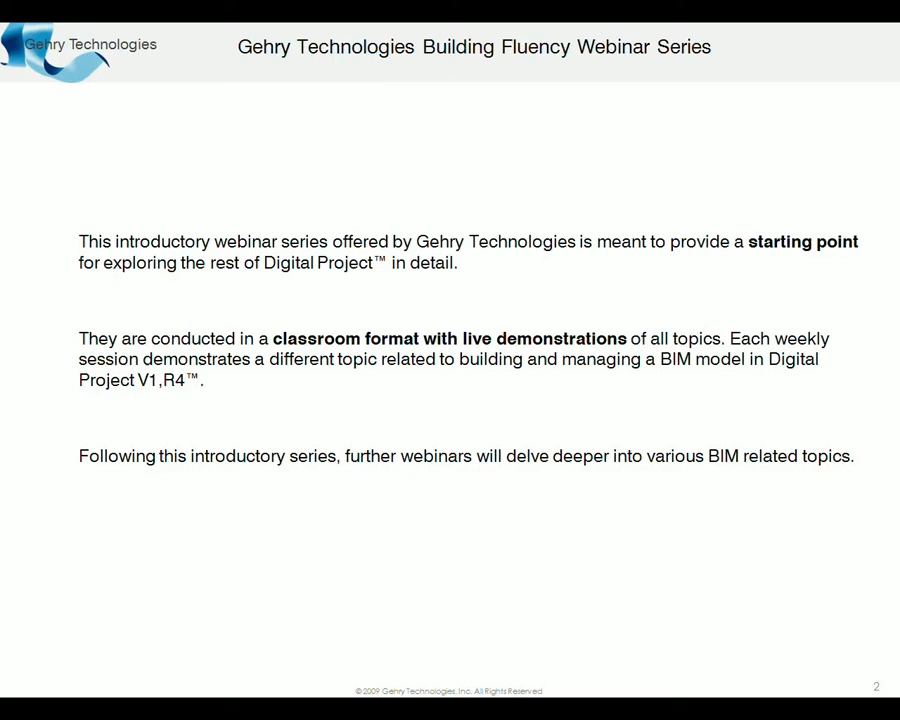 Gehry Technologies
Gehry Technologies Building Fluency Webinar Series
This introductory webinar series offered by Gehry Technologies is meant to provide a starting point
for exploring the rest of Digital Project™ in detail.
They are conducted in a classroom format with live demonstrations of all topics. Each weekly
session demonstrates a different topic related to building and managing a BIM model in Digital
Project V1,R4™.
Following this introductory series, further webinars will delve deeper into various BIM related topics.
© 2009 Gehry Technologies, Inc. All Rights Reserved
2